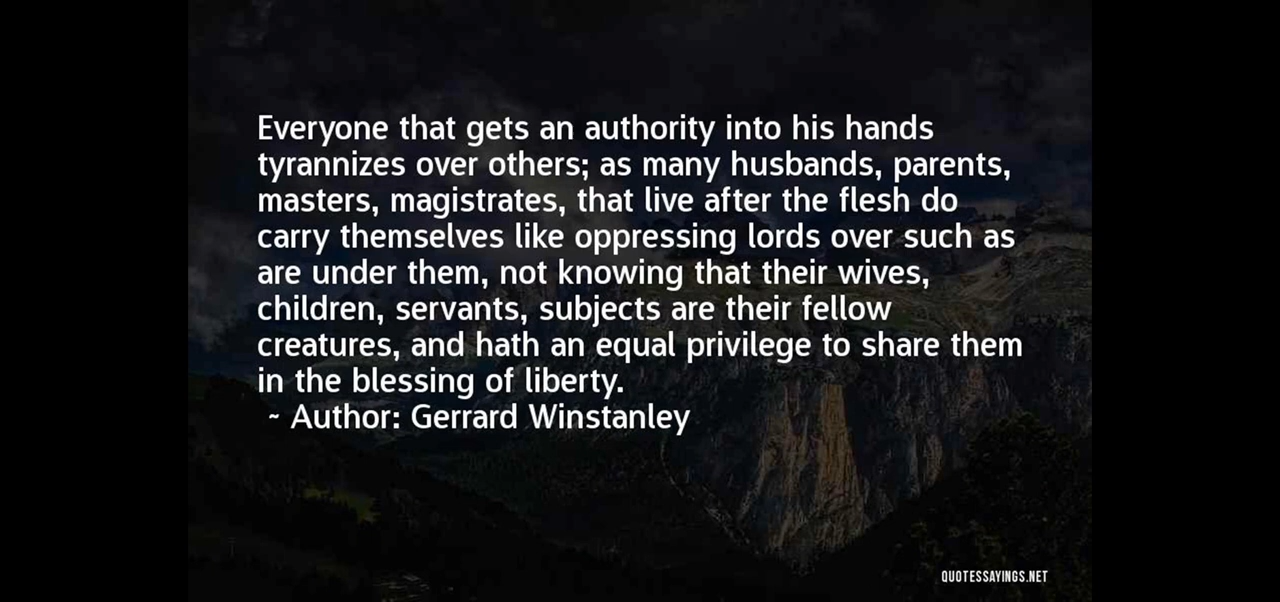 Everyone that gets an authority into his hands
tyrannizes over others; as many husbands, parents,
masters, magistrates, that live after the flesh do
carry themselves like oppressing lords over such as
are under them, not knowing that their wives,
children, servants, subjects are their fellow
creatures, and hath an equal privilege to share them
in the blessing of liberty.
~ Author: Gerrard Winstanley
QUOTESSAYINGS.NET